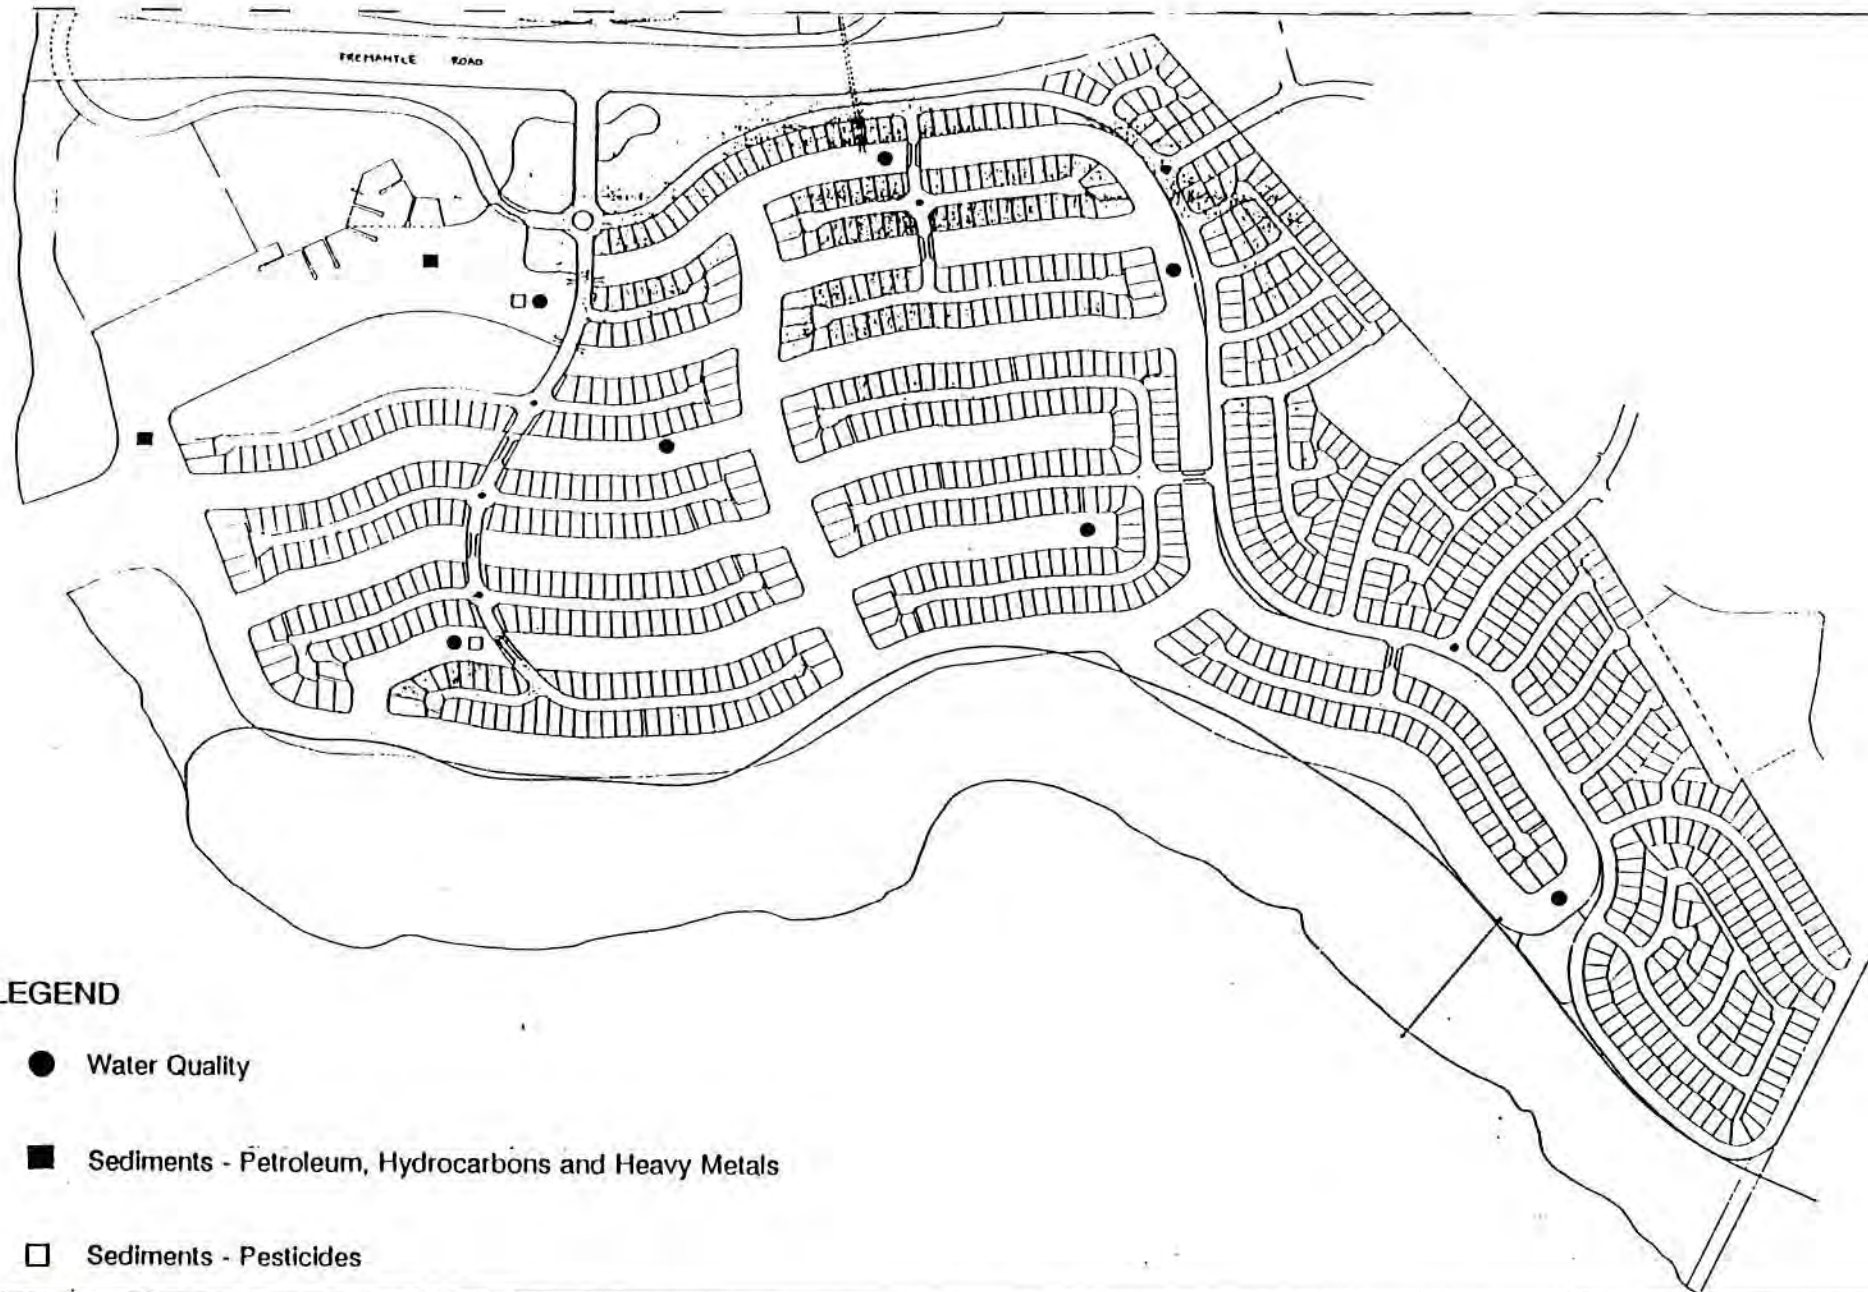 FREMANTLE ROAD
LEGEND
Water Quality
Sediments - Petroleum, Hydrocarbons and Heavy Metals
Sediments - Pesticides